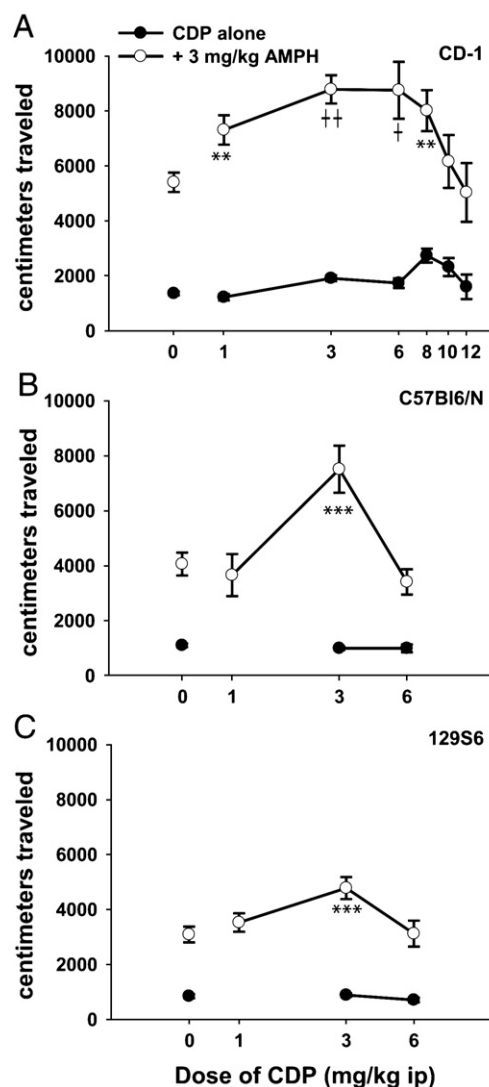 A
CDP alone
+ 3 mg/kg AMPH
CD-1
centimeters traveled
10000
8000
6000
4000
2000
0
**
††
†
**
0 1 3 6 8 10 12
B
C57Bl6/N
centimeters traveled
10000
8000
6000
4000
2000
0
***
0 1 3 6
C
129S6
centimeters traveled
10000
8000
6000
4000
2000
0
***
0 1 3 6
Dose of CDP (mg/kg ip)